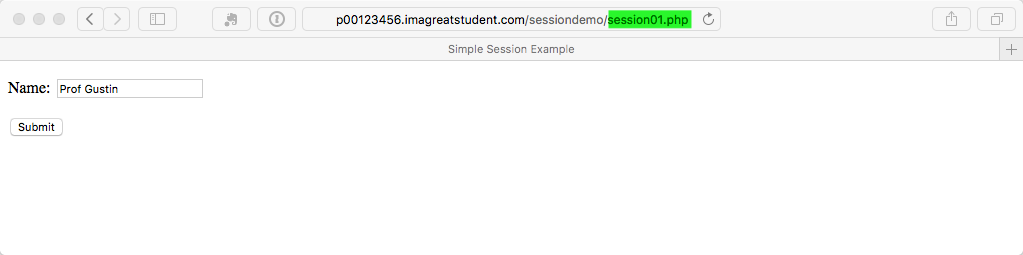 p00123456.imagreatstudent.com/sessiondemo/session01.php
Simple Session Example
Name: Prof Gustin
Submit